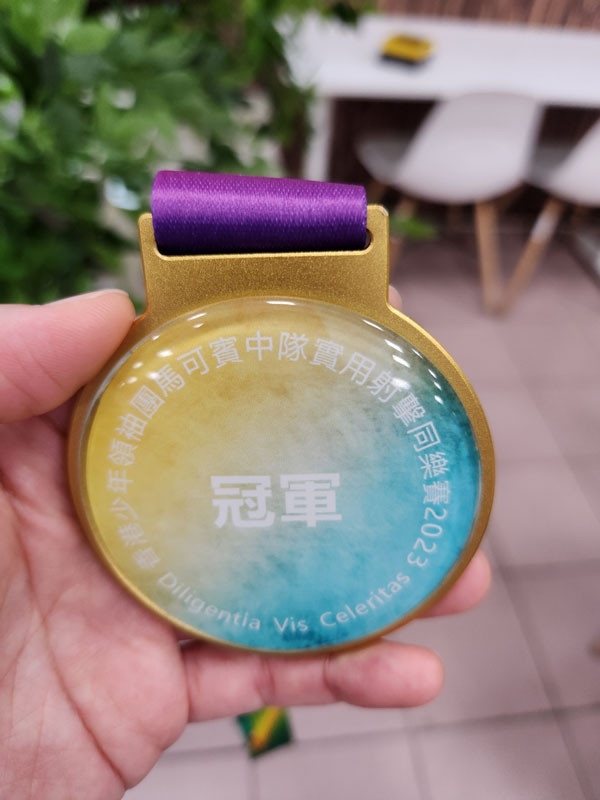 香港少年領袖團馬可賓中隊實用射擊同樂賽2023
冠軍
Diligentia Vis Celeritas